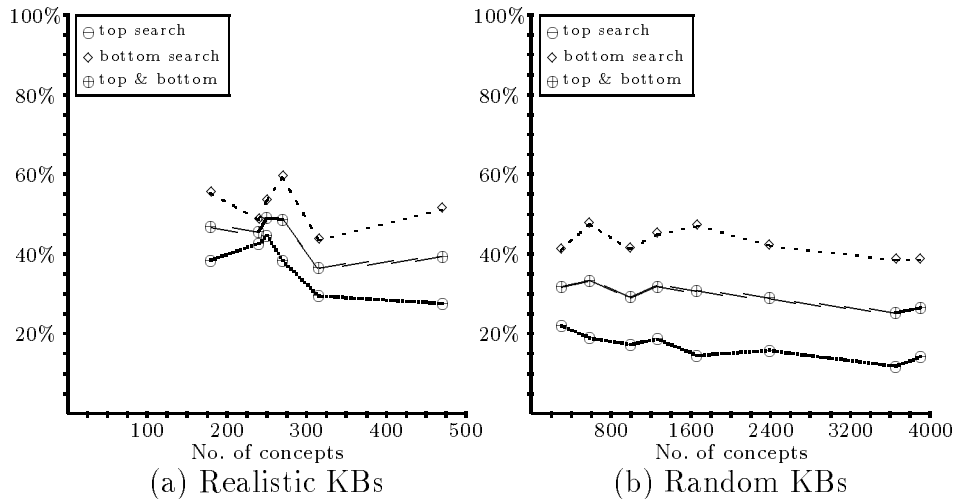 100%
top search
bottom search
top & bottom
80%
60%
40%
20%
100 200 300 400 500
No. of concepts
(a) Realistic KBs
100%
top search
bottom search
top & bottom
80%
60%
40%
20%
800 1600 2400 3200 4000
No. of concepts
(b) Random KBs